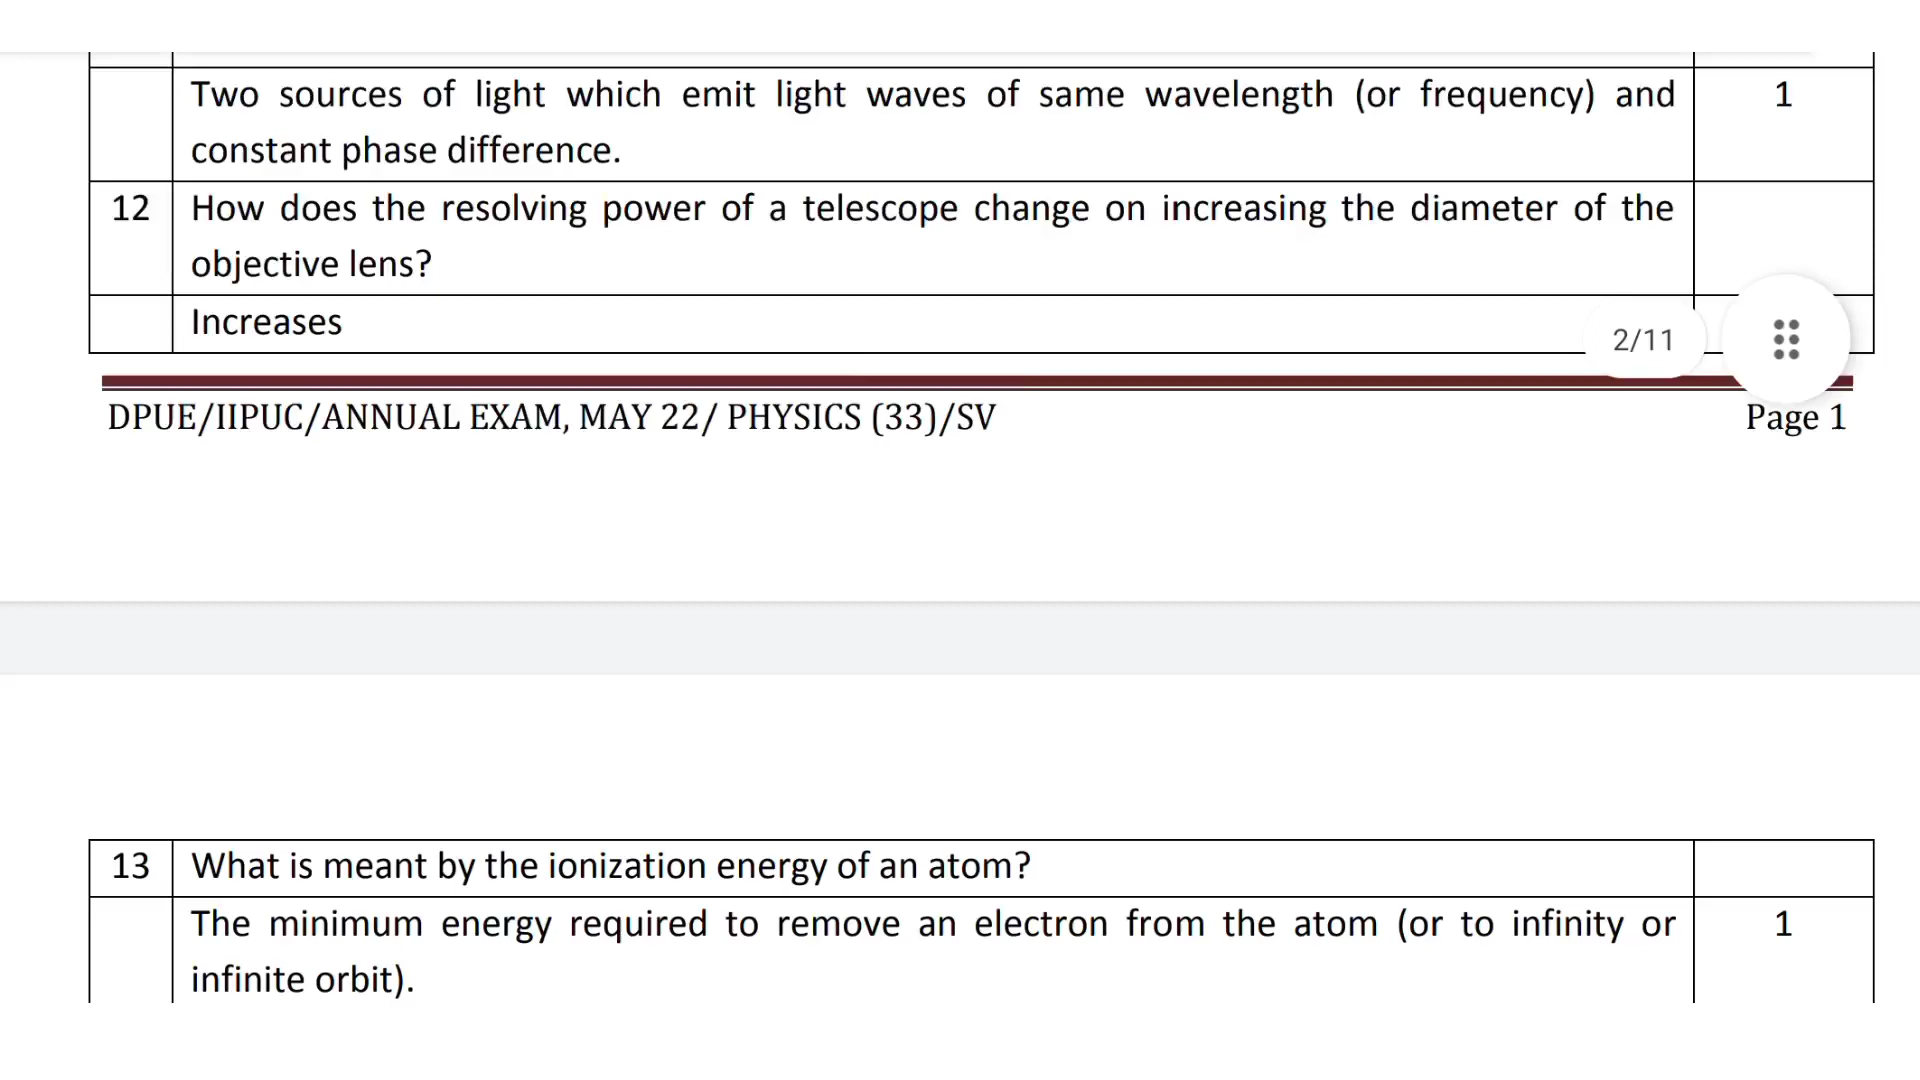 Two sources of light which emit light waves of same wavelength (or frequency) and 1
constant phase difference.
12 How does the resolving power of a telescope change on increasing the diameter of the
objective lens?
Increases
2/11
DPUE/IIPUC/ANNUAL EXAM, MAY 22/ PHYSICS (33)/SV Page 1
13 What is meant by the ionization energy of an atom?
The minimum energy required to remove an electron from the atom (or to infinity or 1
infinite orbit).